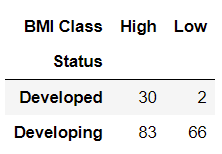 BMI Class High Low
Status
Developed 30 2
Developing 83 66